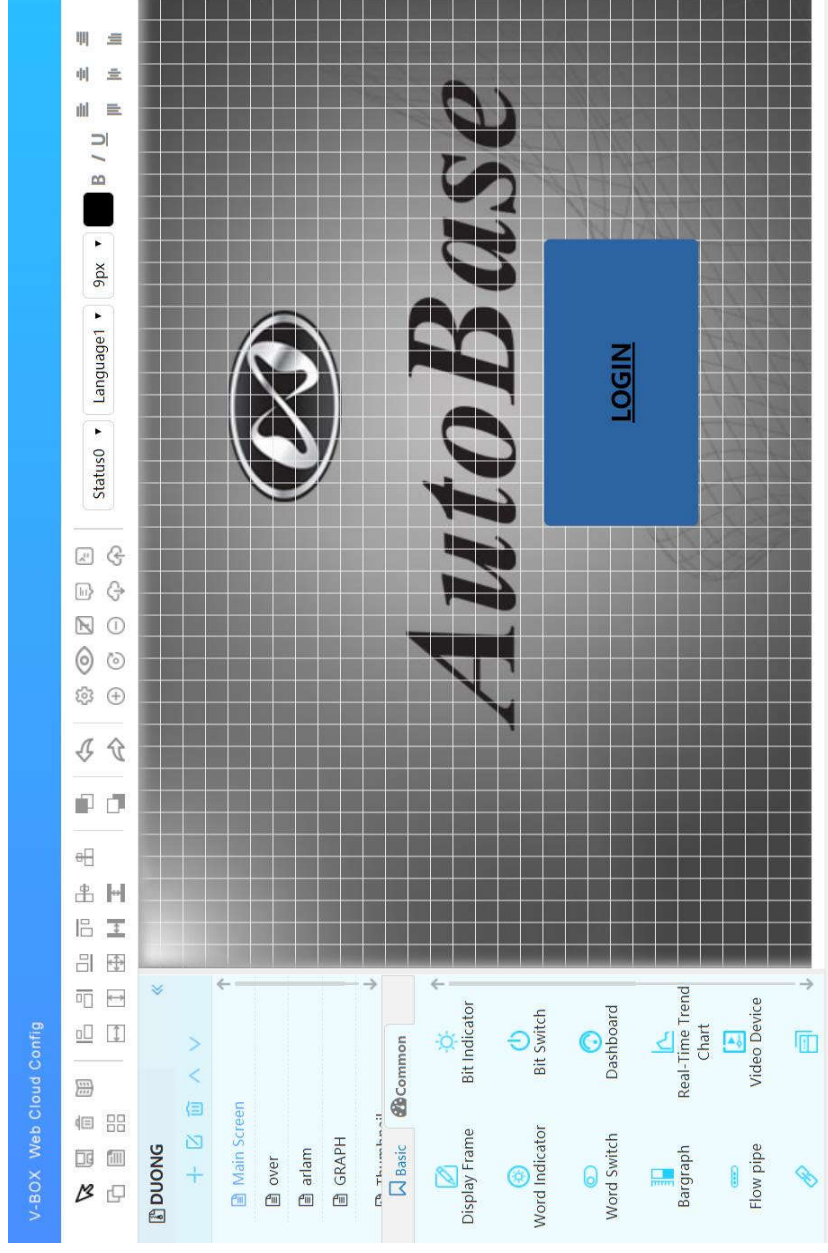 V-BOX Web Cloud Config
Status0
Language1
9px
B / U
DUONG
Main Screen
over
arlam
GRAPH
Thumbnail
Basic
Common
Display Frame
Bit Indicator
Word Indicator
Bit Switch
Word Switch
Dashboard
Bargraph
Real-Time Trend
Chart
Flow pipe
Video Device
AutoBase
LOGIN